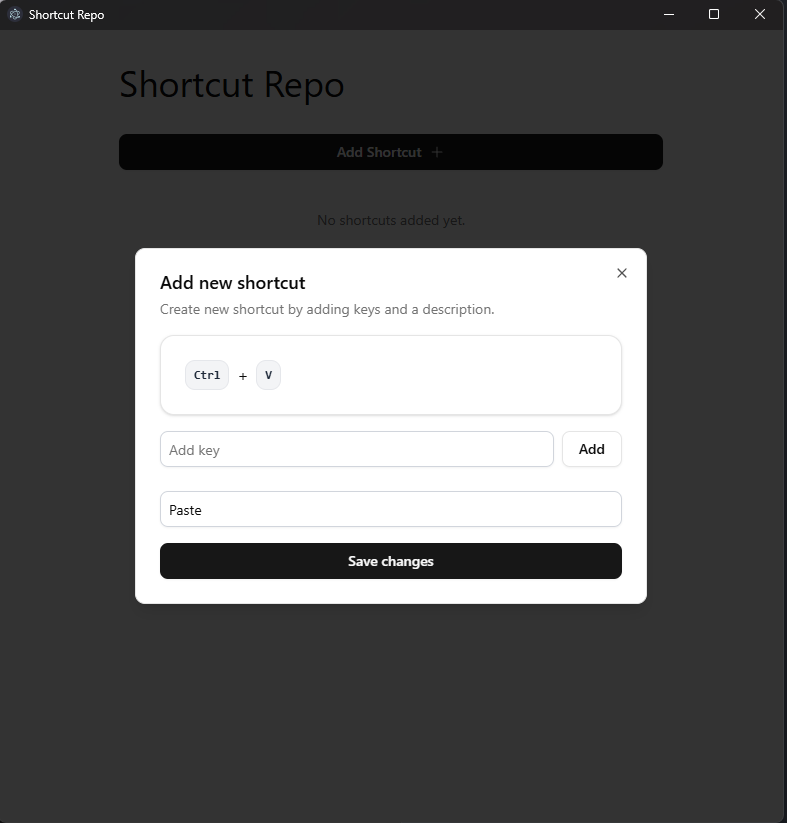 Shortcut Repo
Shortcut Repo
Add Shortcut +
No shortcuts added yet.
Add new shortcut
Create new shortcut by adding keys and a description.
Ctrl + V
Add key
Add
Paste
Save changes